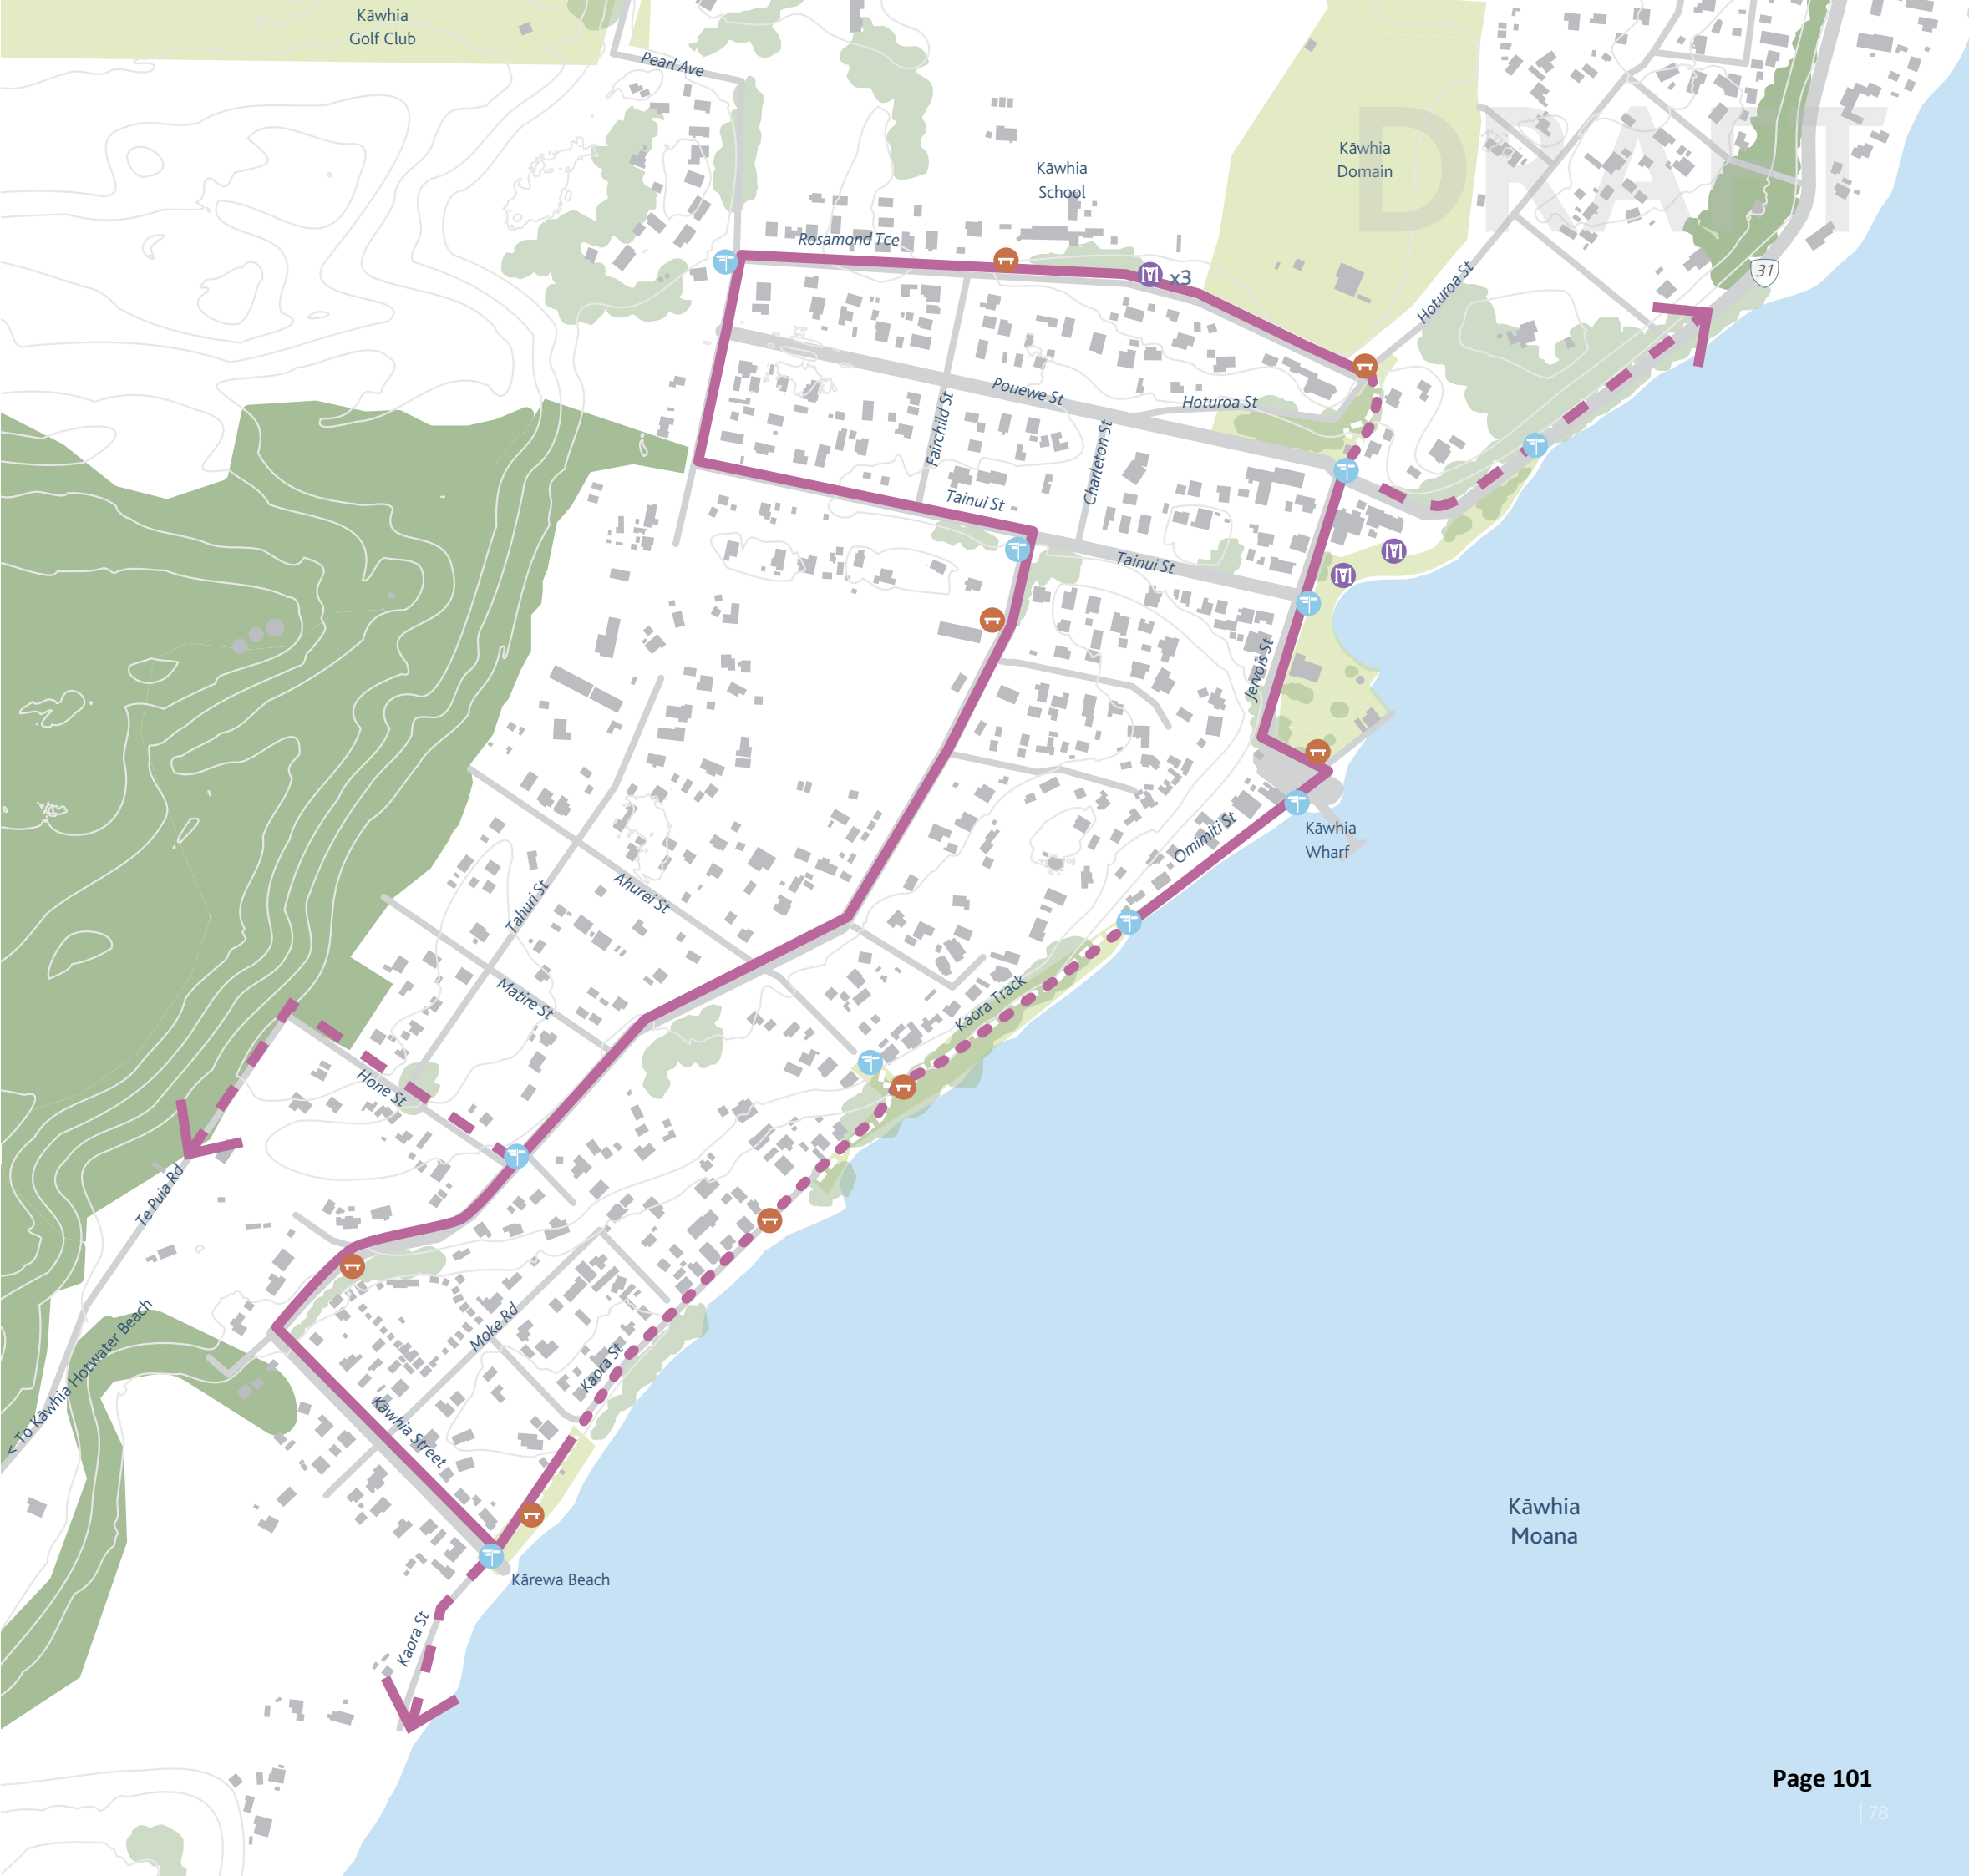 Kāwhia
Golf Club
Pearl Ave
DRAFT
Kāwhia
Domain
Kāwhia
School
Rosamond Tce
x3
31
Hoturoa St
Pouewe St
Hoturoa St
Fairchild St
Charleton St
Tainui St
Tainui St
Jervois St
Omimiti St
Kāwhia
Wharf
Ahurei St
Tahuri St
Matire St
Kaora Track
Hone St
Te Puia Rd
< To Kāwhia Hotwater Beach
Moke Rd
Kaora St
Kāwhia Street
Kāwhia
Moana
Kārewa Beach
Kaora St
Page 101
| 78